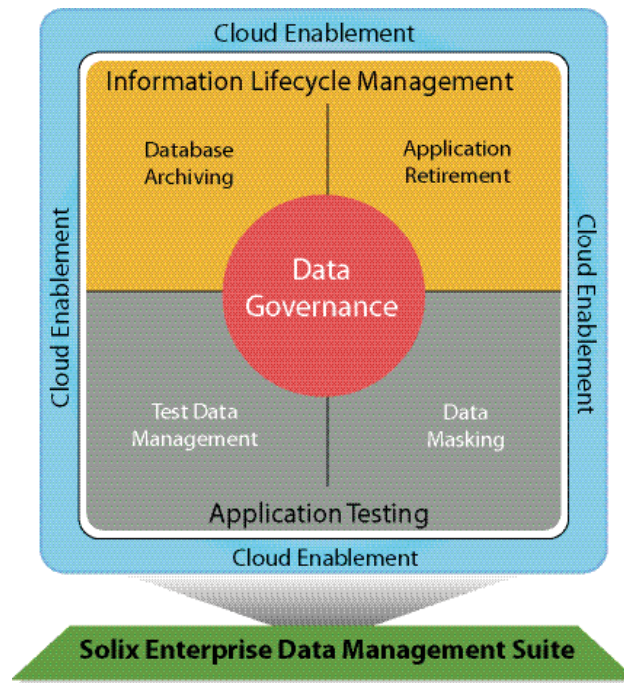 Cloud Enablement
Information Lifecycle Management
Database
Archiving
Application
Retirement
Cloud Enablement
Data
Governance
Cloud Enablement
Test Data
Management
Data
Masking
Application Testing
Cloud Enablement
Solix Enterprise Data Management Suite